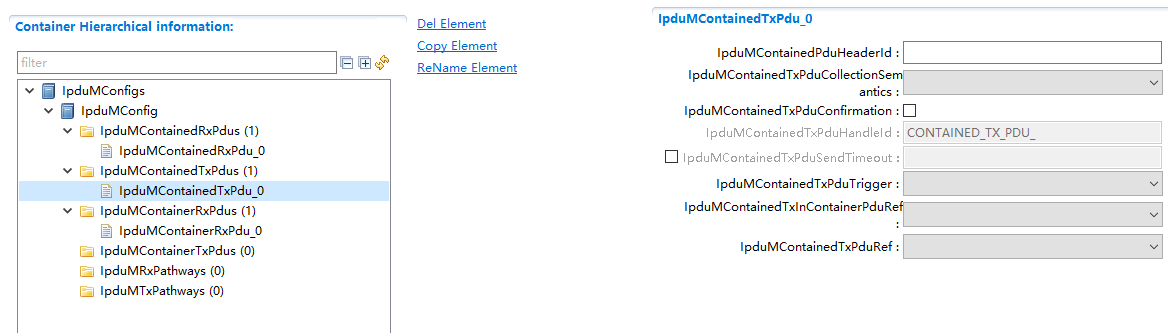 Container Hierarchical information:
filter
IpduMConfigs
IpduMConfig
IpduMContainedRxPdus (1)
IpduMContainedRxPdu_0
IpduMContainedTxPdus (1)
IpduMContainedTxPdu_0
IpduMContainerRxPdus (1)
IpduMContainerRxPdu_0
IpduMContainerTxPdus (0)
IpduMRxPathways (0)
IpduMTxPathways (0)
Del Element
Copy Element
ReName Element
IpduMContainedTxPdu_0
IpduMContainedPduHeaderId :
IpduMContainedTxPduCollectionSem
antics :
IpduMContainedTxPduConfirmation :
IpduMContainedTxPduHandleId : CONTAINED_TX_PDU_
IpduMContainedTxPduSendTimeout :
IpduMContainedTxPduTrigger :
IpduMContainedTxInContainerPduRef
:
IpduMContainedTxPduRef :